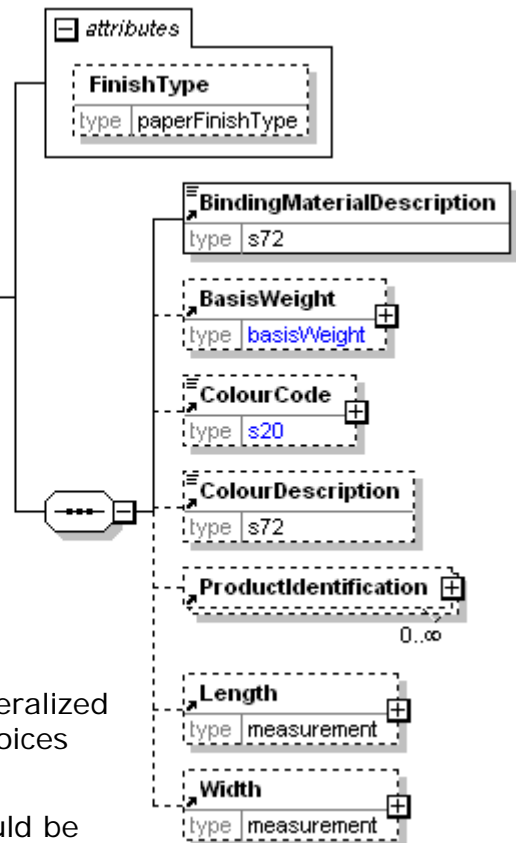 attributes
FinishType
type paperFinishType
BindingMaterialDescription
type s72
BasisWeight
type basisWeight
ColourCode
type s20
ColourDescription
type s72
ProductIdentification
0..∞
Length
type measurement
Width
type measurement
eralized
oices
uld be